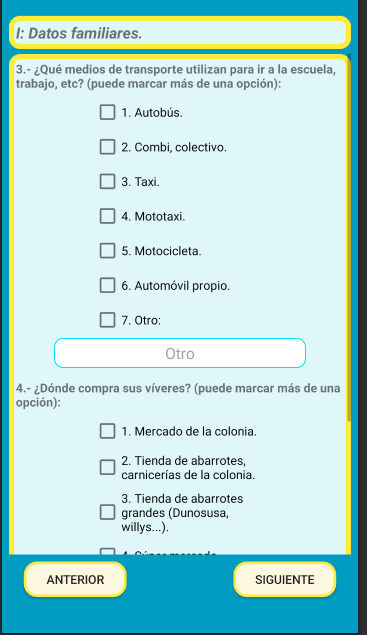 I: Datos familiares.
3.- ¿Qué medios de transporte utilizan para ir a la escuela,
trabajo, etc? (puede marcar más de una opción):
1. Autobús.
2. Combi, colectivo.
3. Taxi.
4. Mototaxi.
5. Motocicleta.
6. Automóvil propio.
7. Otro:
Otro
4.- ¿Dónde compra sus víveres? (puede marcar más de una
opción):
1. Mercado de la colonia.
2. Tienda de abarrotes,
carnicerías de la colonia.
3. Tienda de abarrotes
grandes (Dunosusa,
willys...).
4. Súper mercado
ANTERIOR
SIGUIENTE